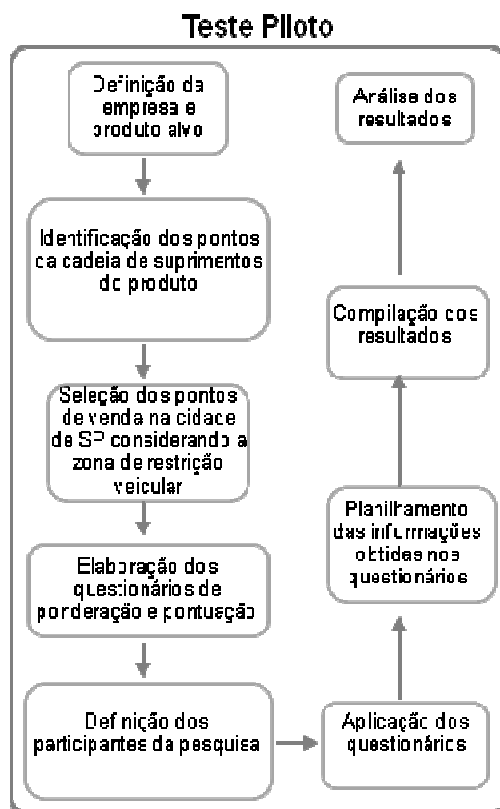 Teste Piloto
Definição da
empresa e
produto alvo
Identificação dos pontos
da cadeia de suprimentos
do produto
Seleção dos pontos
de venda na cidade
de SP considerando a
zona de restrição
veicular
Elaboração dos
questionários de
ponderação e pontuação
Definição dos
participantes da pesquisa
Aplicação dos
questionários
Planilhamento
das informações
obtidas nos
questionários
Compilação dos
resultados
Análise dos
resultados